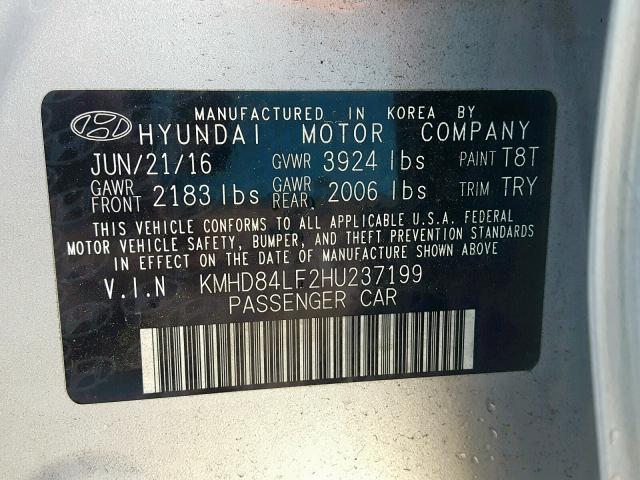 MANUFACTURED IN KOREA BY
HYUNDAI MOTOR COMPANY
JUN/21/16 GVWR 3924 lbs PAINT T8T
GAWR FRONT 2183 lbs GAWR REAR 2006 lbs TRIM TRY
THIS VEHICLE CONFORMS TO ALL APPLICABLE U.S.A. FEDERAL
MOTOR VEHICLE SAFETY, BUMPER, AND THEFT PREVENTION STANDARDS
IN EFFECT ON THE DATE OF MANUFACTURE SHOWN ABOVE.
V.I.N KMHD84LF2HU237199
PASSENGER CAR